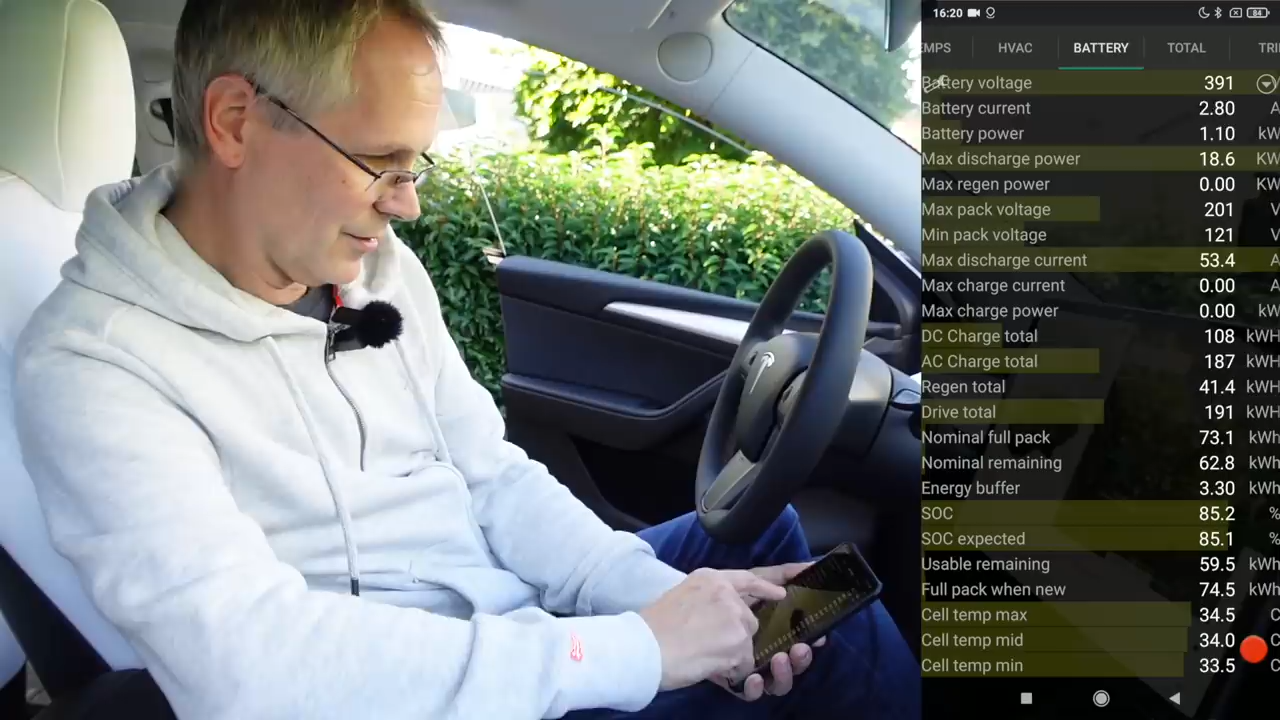 16:20 84
EMPS HVAC BATTERY TOTAL TRI
Battery voltage 391
Battery current 2.80 A
Battery power 1.10 kW
Max discharge power 18.6 KW
Max regen power 0.00 KW
Max pack voltage 201 V
Min pack voltage 121 V
Max discharge current 53.4 A
Max charge current 0.00 A
Max charge power 0.00 kW
DC Charge total 108 kWH
AC Charge total 187 kWH
Regen total 41.4 kWH
Drive total 191 kWH
Nominal full pack 73.1 kWh
Nominal remaining 62.8 kWh
Energy buffer 3.30 kWh
SOC 85.2 %
SOC expected 85.1 %
Usable remaining 59.5 kWh
Full pack when new 74.5 kWh
Cell temp max 34.5 C
Cell temp mid 34.0 C
Cell temp min 33.5 C